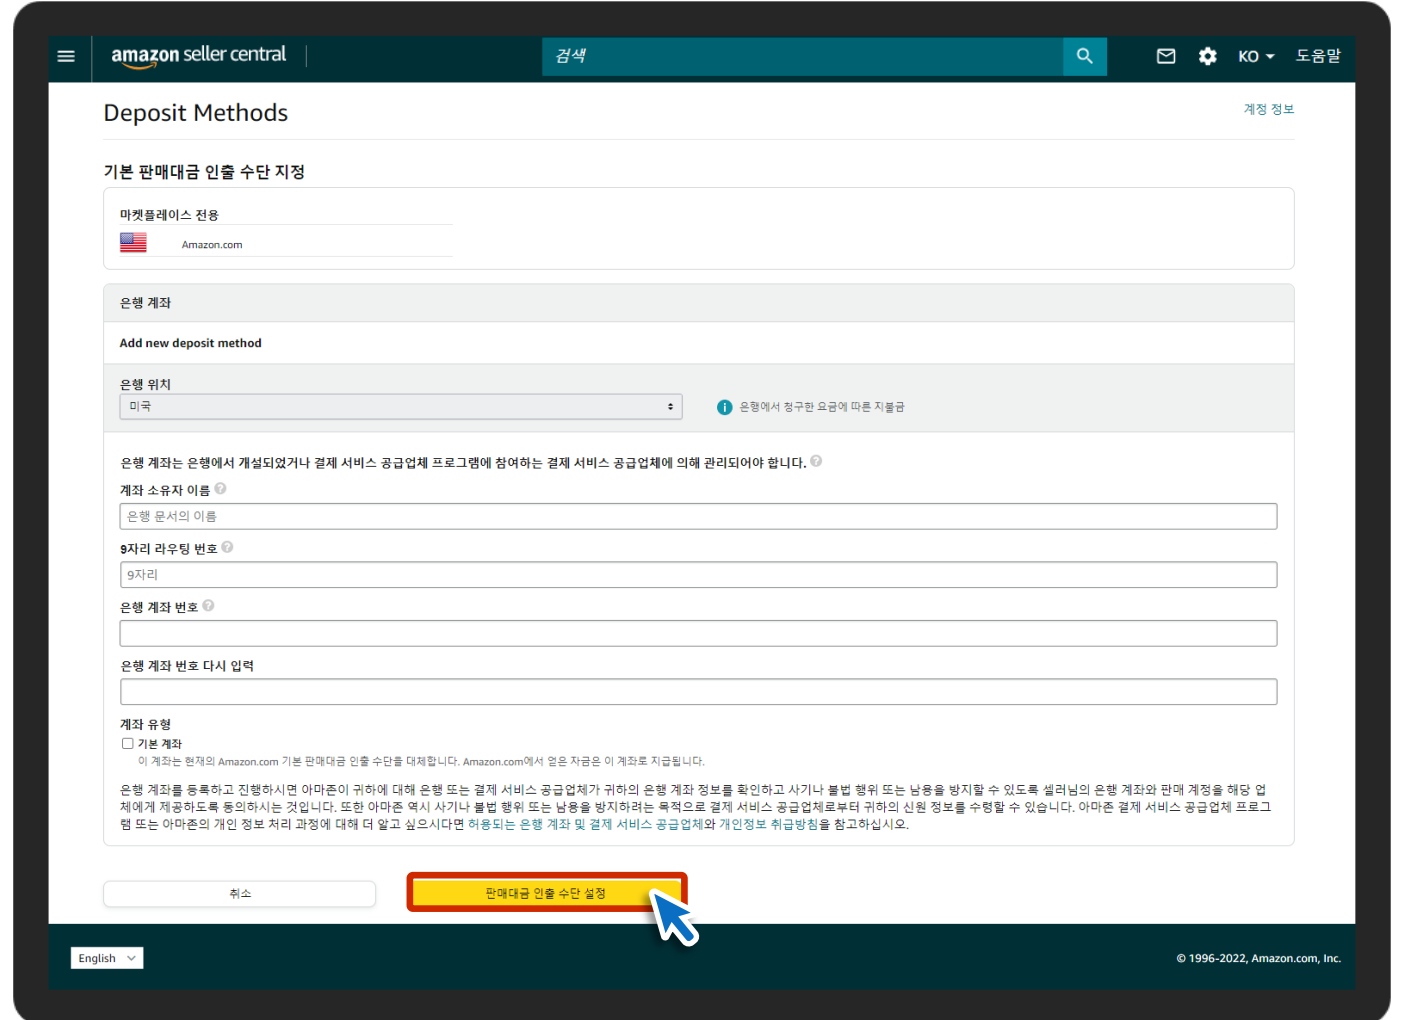 amazon seller central
검색
KO
도움말
Deposit Methods
계정 정보
기본 판매대금 인출 수단 지정
마켓플레이스 전용
Amazon.com
은행 계좌
Add new deposit method
은행 위치
미국
은행에서 청구한 요금에 따른 지불금
은행 계좌는 은행에서 개설되었거나 결제 서비스 공급업체 프로그램에 참여하는 결제 서비스 공급업체에 의해 관리되어야 합니다.
계좌 소유자 이름
은행 문서의 이름
9자리 라우팅 번호
9자리
은행 계좌 번호
은행 계좌 번호 다시 입력
계좌 유형
기본 계좌
이 계좌는 현재의 Amazon.com 기본 판매대금 인출 수단을 대체합니다. Amazon.com에서 얻은 자금은 이 계좌로 지급됩니다.
은행 계좌를 등록하고 진행하시면 아마존이 귀하에 대해 은행 또는 결제 서비스 공급업체가 귀하의 은행 계좌 정보를 확인하고 사기나 불법 행위 또는 남용을 방지할 수 있도록 셀러님의 은행 계좌와 판매 계정을 해당 업
체에게 제공하도록 동의하시는 것입니다. 또한 아마존 역시 사기나 불법 행위 또는 남용을 방지하려는 목적으로 결제 서비스 공급업체로부터 귀하의 신원 정보를 수령할 수 있습니다. 아마존 결제 서비스 공급업체 프로그
램 또는 아마존의 개인 정보 처리 과정에 대해 더 알고 싶으시다면 허용되는 은행 계좌 및 결제 서비스 공급업체와 개인정보 취급방침을 참고하십시오.
취소
판매대금 인출 수단 설정
English
© 1996-2022, Amazon.com, Inc.